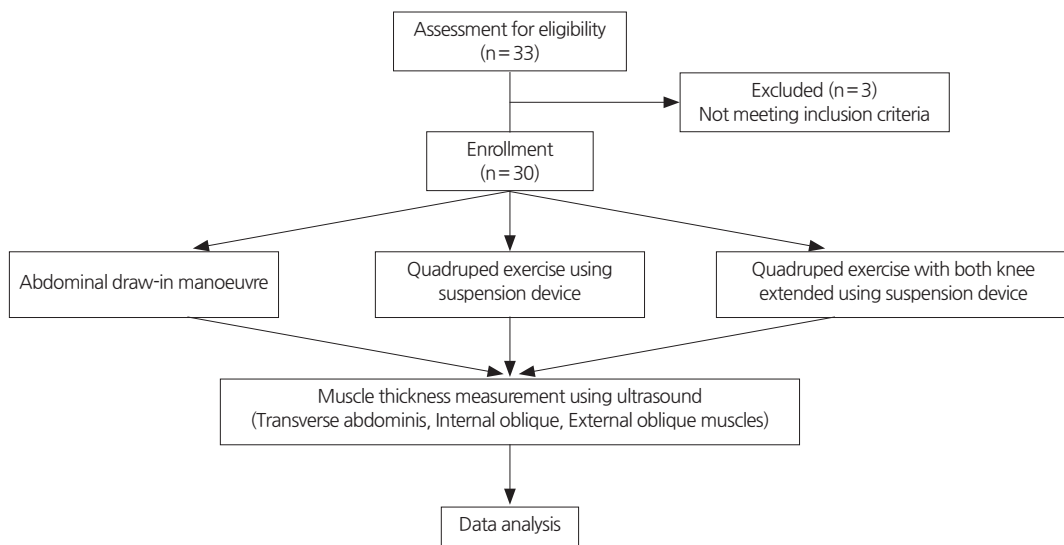 Assessment for eligibility
(n=33)
Excluded (n=3)
Not meeting inclusion criteria
Enrollment
(n=30)
Abdominal draw-in manoeuvre
Quadruped exercise using
suspension device
Quadruped exercise with both knee
extended using suspension device
Muscle thickness measurement using ultrasound
(Transverse abdominis, Internal oblique, External oblique muscles)
Data analysis